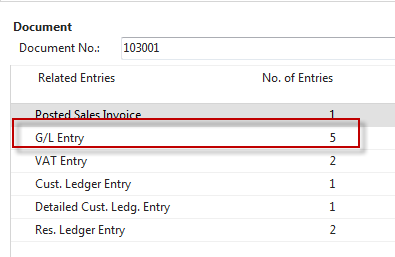 Document
Document No.: 103001
Related Entries No. of Entries
Posted Sales Invoice 1
G/L Entry 5
VAT Entry 2
Cust. Ledger Entry 1
Detailed Cust. Ledg. Entry 1
Res. Ledger Entry 2